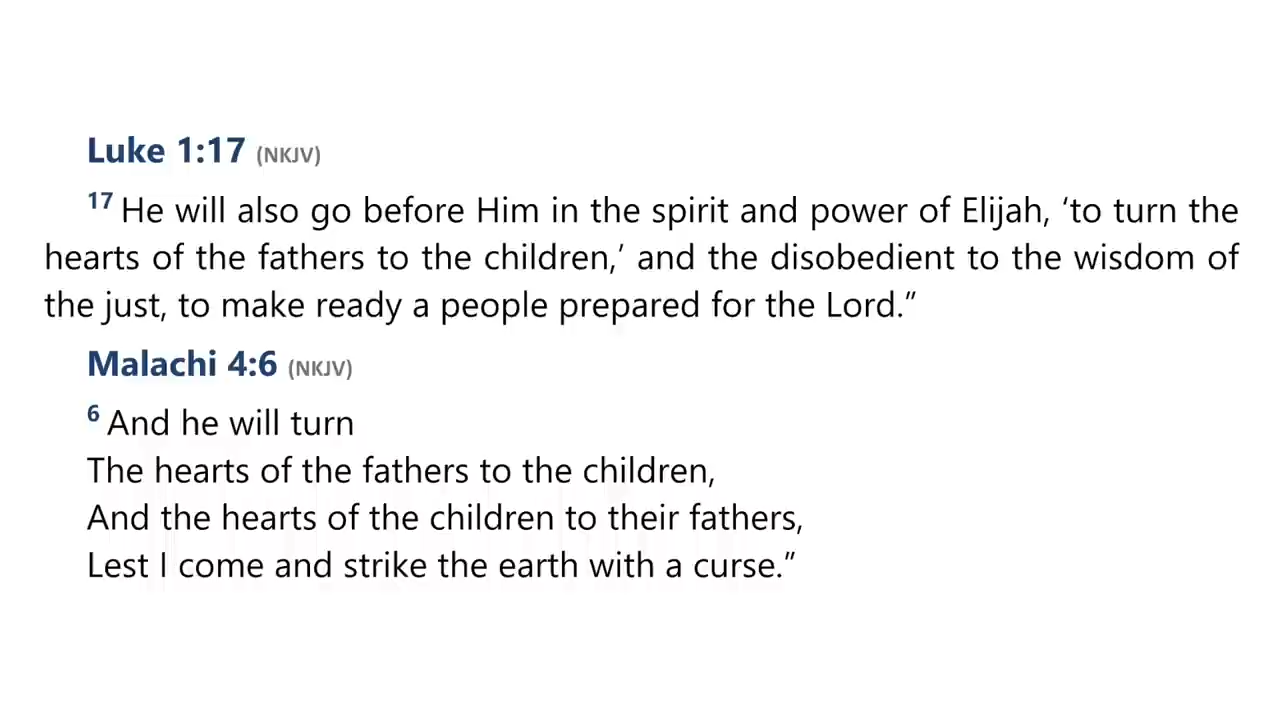 Luke 1:17 (NKJV)
17 He will also go before Him in the spirit and power of Elijah, ‘to turn the
hearts of the fathers to the children,’ and the disobedient to the wisdom of
the just, to make ready a people prepared for the Lord.”
Malachi 4:6 (NKJV)
6 And he will turn
The hearts of the fathers to the children,
And the hearts of the children to their fathers,
Lest I come and strike the earth with a curse.”